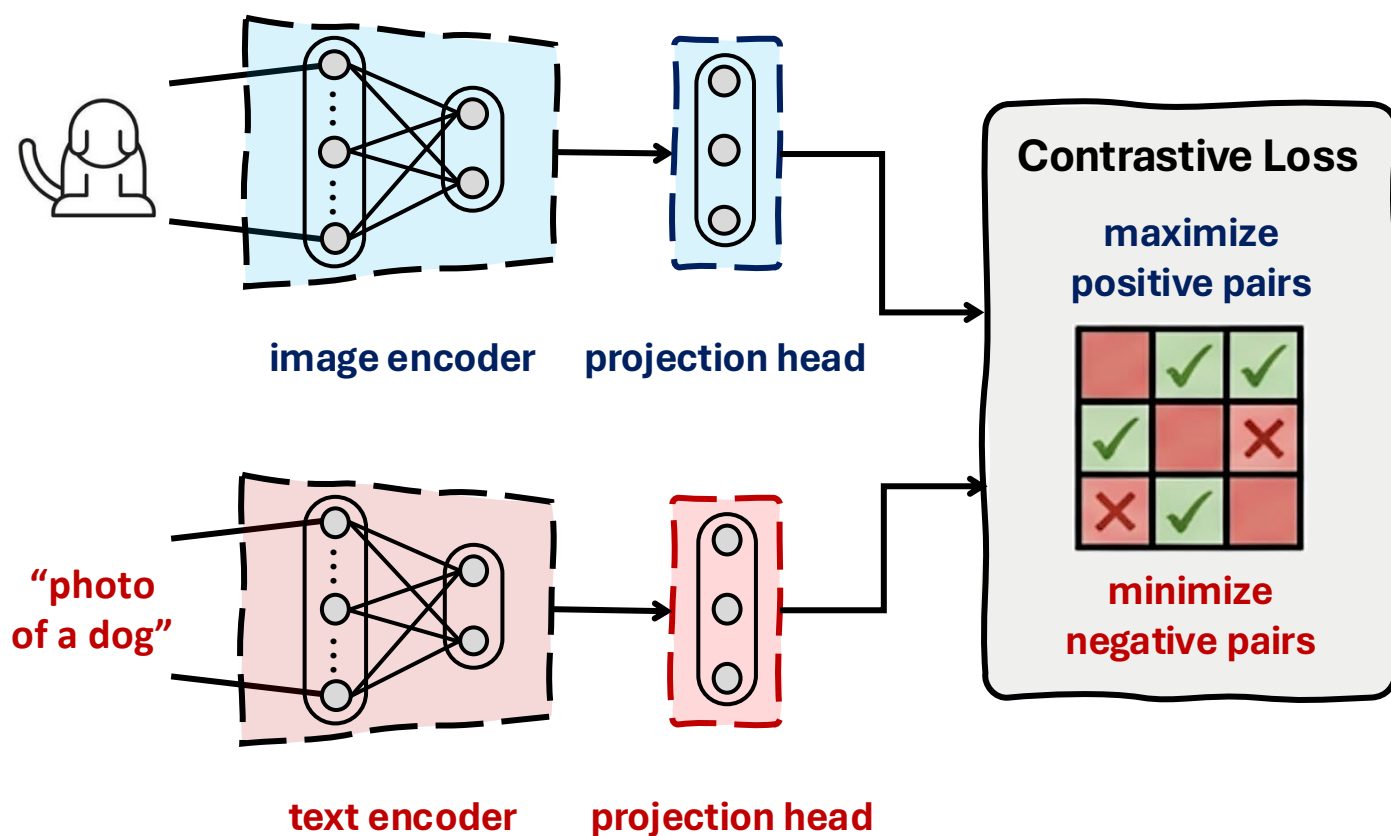 Contrastive Loss
maximize
positive pairs
image encoder
projection head
“photo
of a dog”
minimize
negative pairs
text encoder
projection head